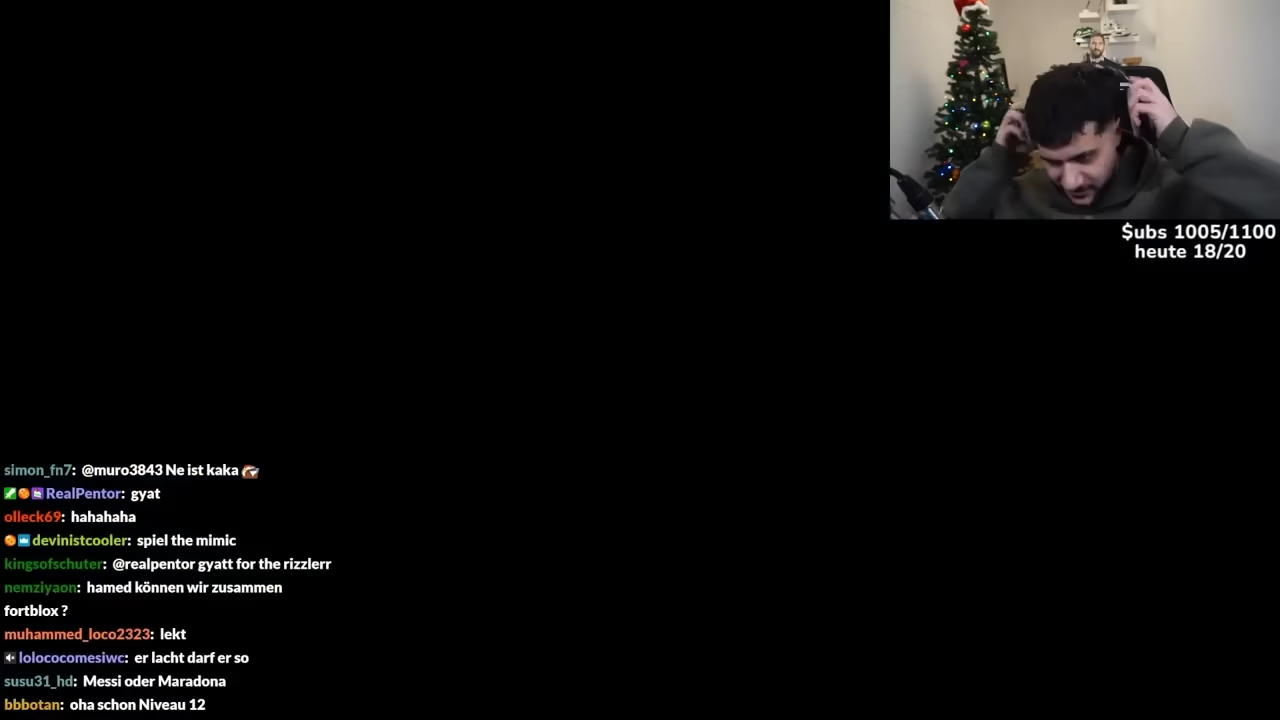 $ubs 1005/1100
heute 18/20
simon_fn7: @muro3843 Ne ist kaka
RealPentor: gyat
olleck69: hahahaha
devinistcooler: spiel the mimic
kingsofschuter: @realpentor gyatt for the rizzlerr
nemziyaon: hamed können wir zusammen
fortblox ?
muhammed_loco2323: lekt
lolococomesiwc: er lacht darf er so
susu31_hd: Messi oder Maradona
bbbotan: oha schon Niveau 12